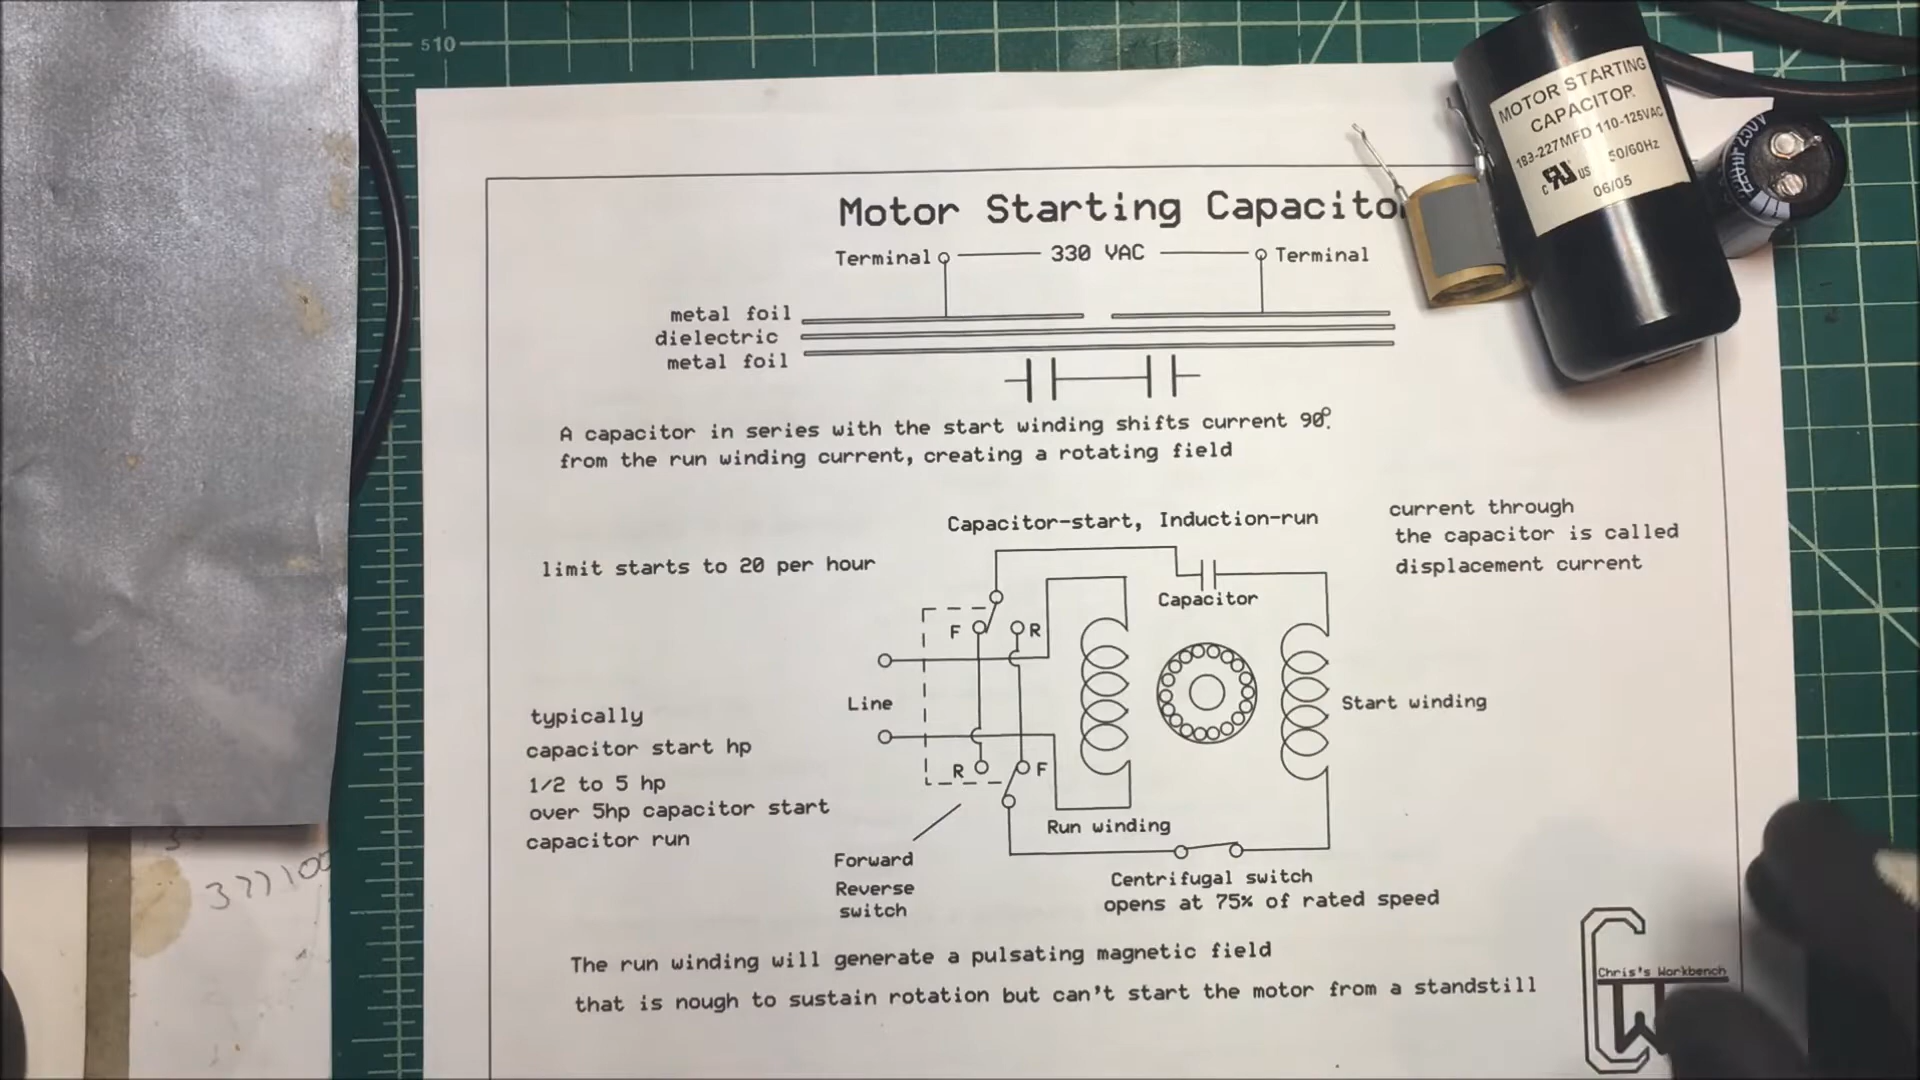 510
MOTOR STARTING
CAPACITOR
183-227MFD 110-125VAC
50/60Hz
C US
06/05
250V
Motor Starting Capacito
Terminal
330 VAC
Terminal
metal foil
dielectric
metal foil
A capacitor in series with the start winding shifts current 90°.
from the run winding current, creating a rotating field
Capacitor-start, Induction-run
current through
the capacitor is called
displacement current
limit starts to 20 per hour
Capacitor
F
R
Line
Start winding
typically
capacitor start hp
1/2 to 5 hp
over 5hp capacitor start
capacitor run
R
F
Run winding
Forward
Reverse
switch
Centrifugal switch
opens at 75% of rated speed
The run winding will generate a pulsating magnetic field
that is nough to sustain rotation but can't start the motor from a standstill
Chris's Workbench